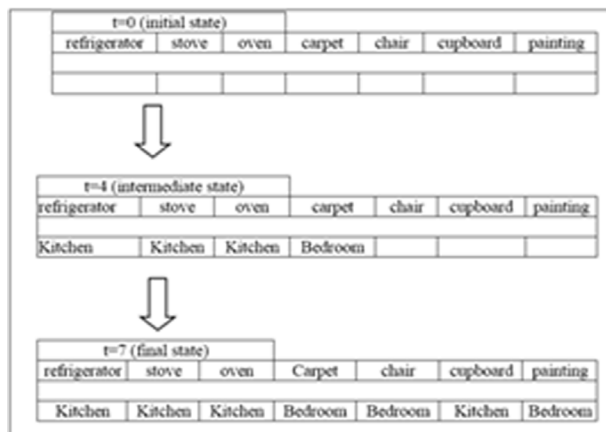 t=0 (initial state)
refrigerator stove oven carpet chair cupboard painting
t=4 (intermediate state)
refrigerator stove oven carpet chair cupboard painting
Kitchen Kitchen Kitchen Bedroom
t=7 (final state)
refrigerator stove oven Carpet chair cupboard painting
Kitchen Kitchen Kitchen Bedroom Bedroom Kitchen Bedroom